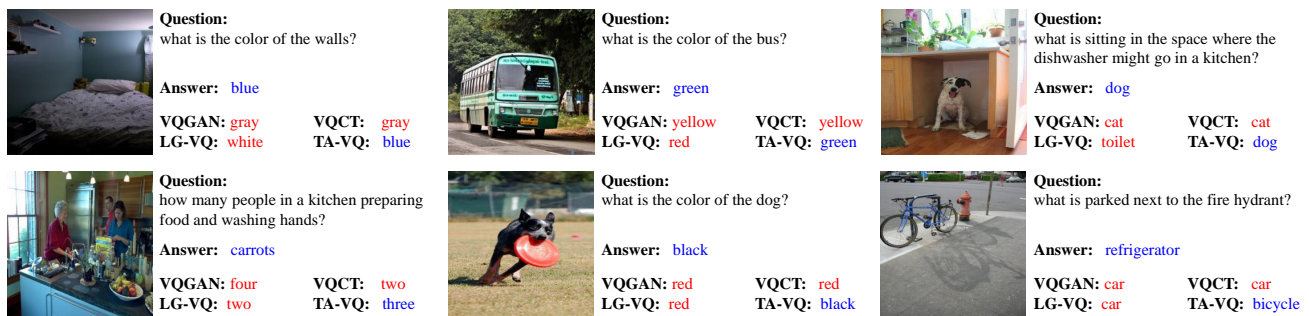 Question:
what is the color of the walls?
Answer: blue
VQGAN: gray VQCT: gray
LG-VQ: white TA-VQ: blue
Question:
what is the color of the bus?
Answer: green
VQGAN: yellow VQCT: yellow
LG-VQ: red TA-VQ: green
Question:
what is sitting in the space where the
dishwasher might go in a kitchen?
Answer: dog
VQGAN: cat VQCT: cat
LG-VQ: toilet TA-VQ: dog
Question:
how many people in a kitchen preparing
food and washing hands?
Answer: carrots
VQGAN: four VQCT: two
LG-VQ: two TA-VQ: three
Question:
what is the color of the dog?
Answer: black
VQGAN: red VQCT: red
LG-VQ: red TA-VQ: black
Question:
what is parked next to the fire hydrant?
Answer: refrigerator
VQGAN: car VQCT: car
LG-VQ: car TA-VQ: bicycle